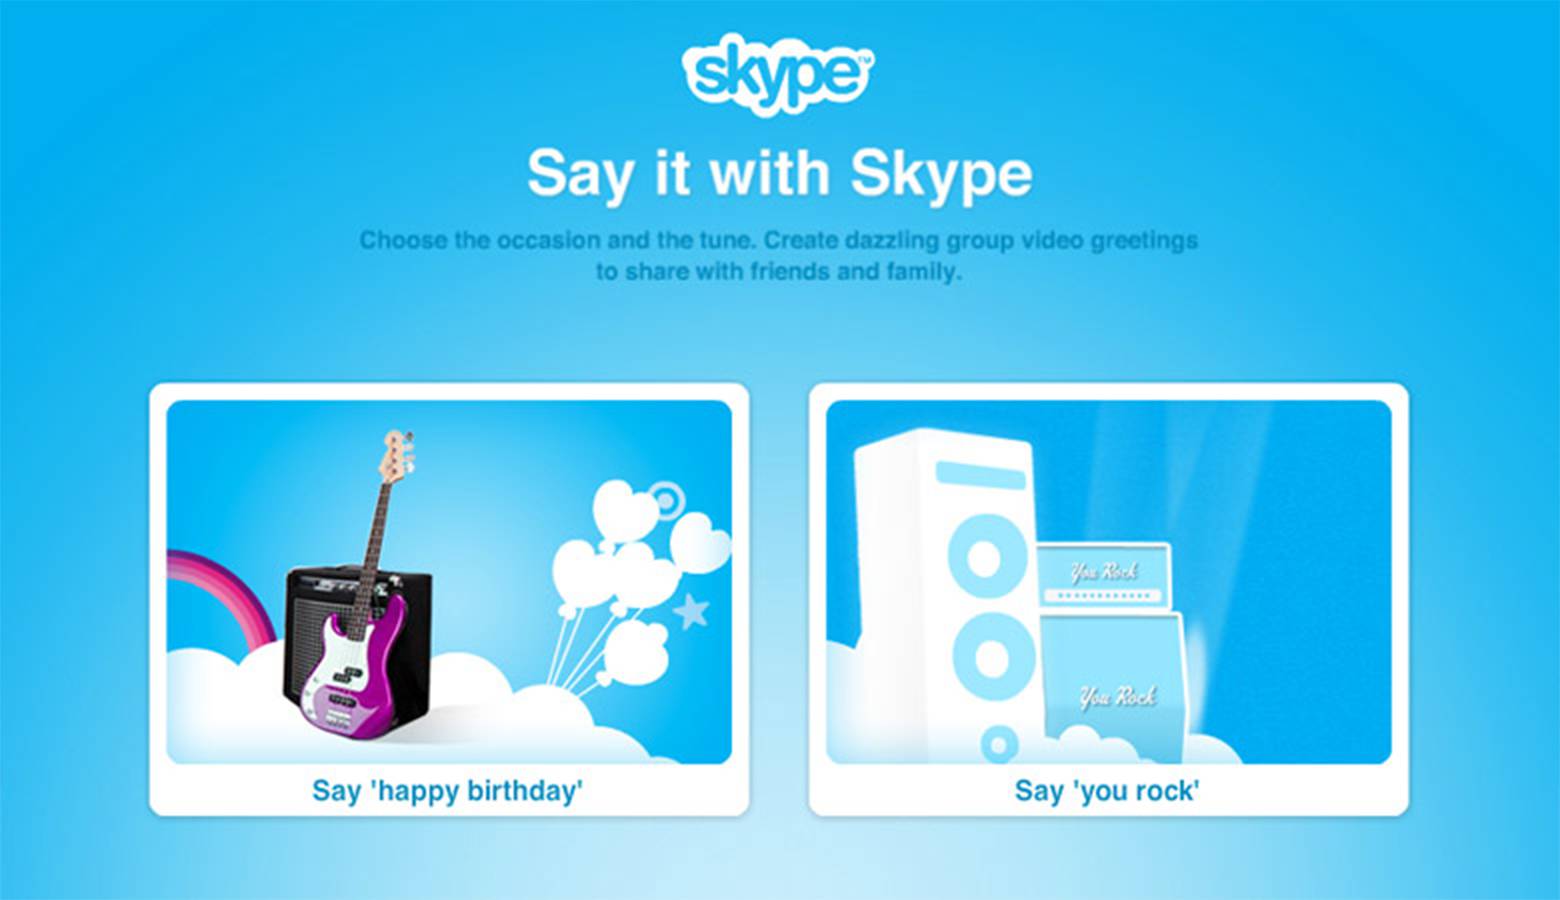 skype™
Say it with Skype
Choose the occasion and the tune. Create dazzling group video greetings
to share with friends and family.
You Rock
You Rock
Say 'happy birthday'
Say 'you rock'